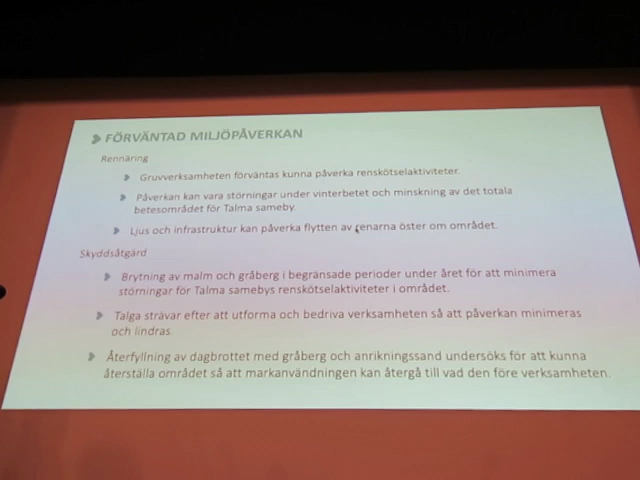 FÖRVÄNTAD MILJÖPÅVERKAN
Rennäring
Gruvverksamheten förväntas kunna påverka renskötselaktiviteter.
Påverkan kan vara störningar under vinterbetet och minskning av det totala
betesområdet för Talma sameby.
Ljus och infrastruktur kan påverka flytten av renarna öster om området.
Skyddsåtgärd
Brytning av malm och gråberg i begränsade perioder under året för att minimera
störningar för Talma samebys renskötselaktiviteter i området.
Talga strävar efter att utforma och bedriva verksamheten så att påverkan minimeras
och lindras.
Återfyllning av dagbrottet med gråberg och anrikningssand undersöks för att kunna
återställa området så att markanvändningen kan återgå till vad den före verksamheten.